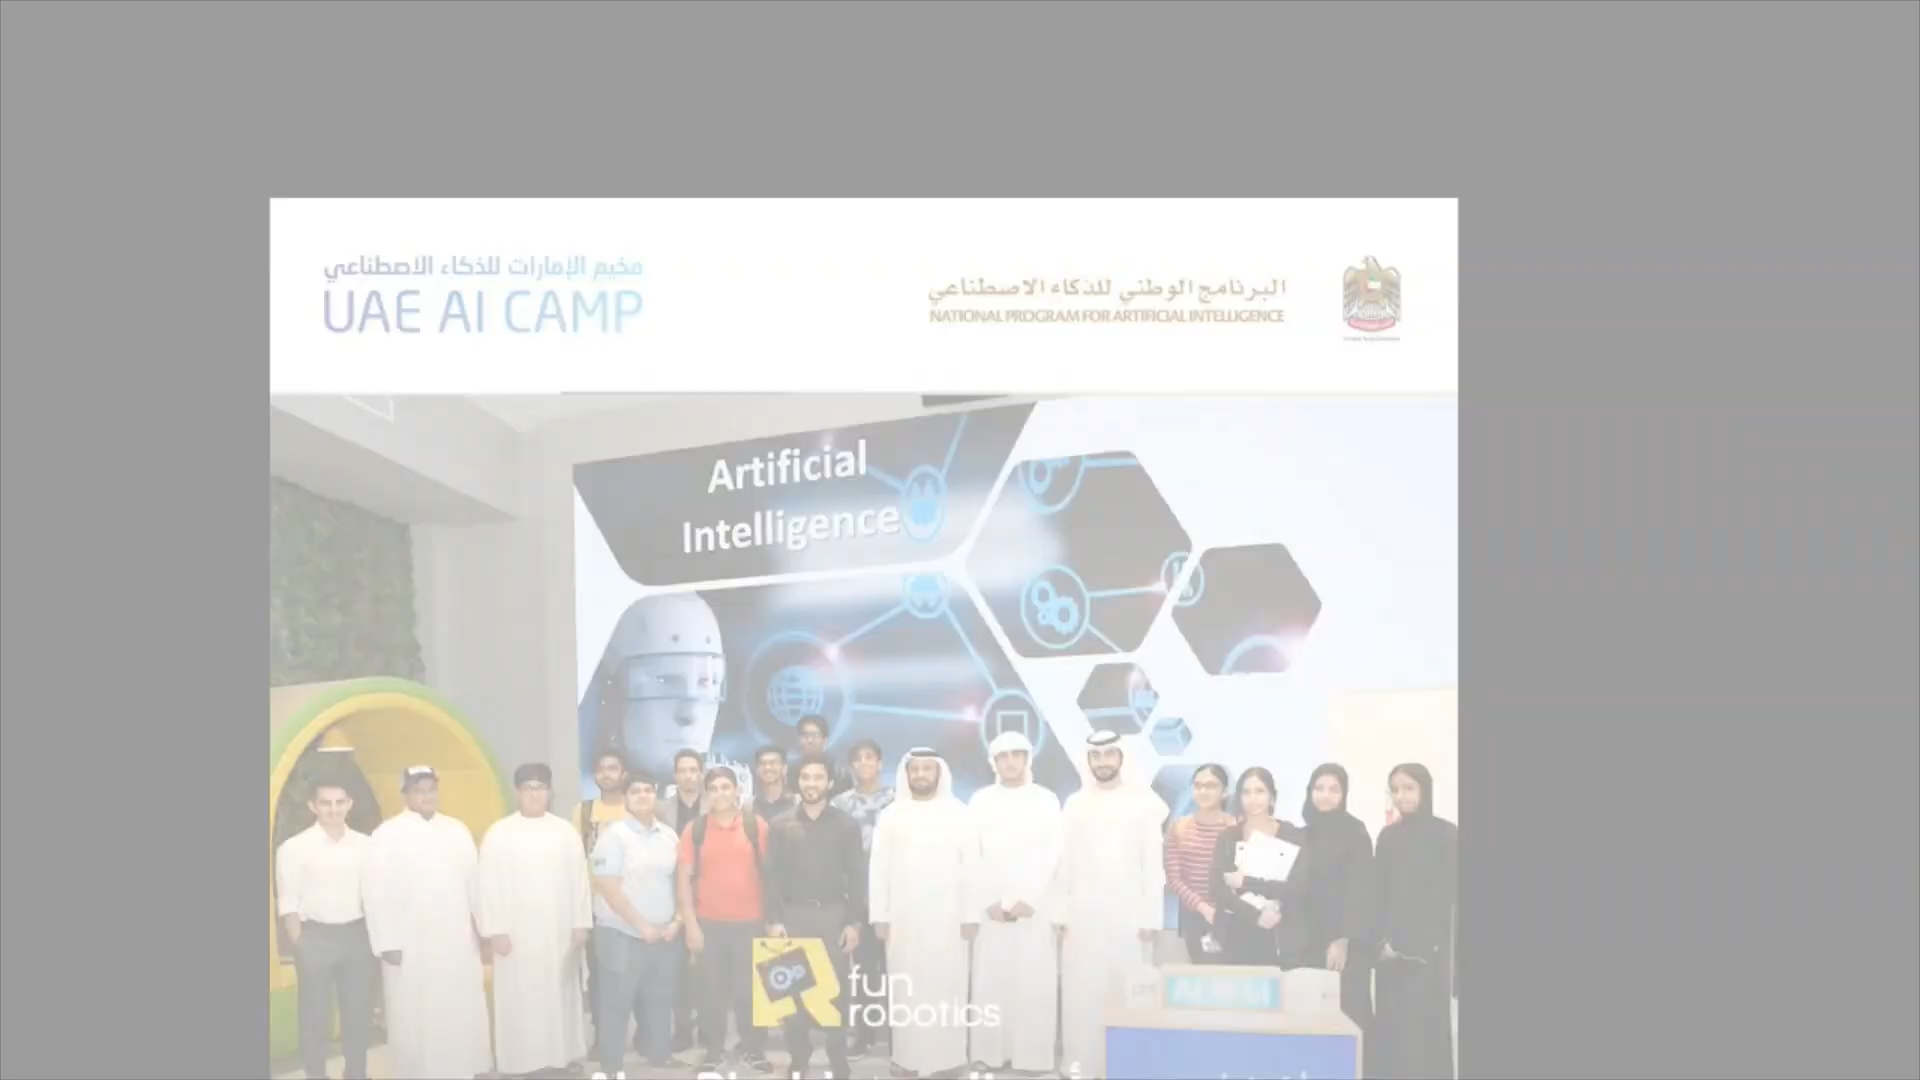 مخيم الإمارات للذكاء الاصطناعي
UAE AI CAMP
البرنامج الوطني للذكاء الاصطناعي
NATIONAL PROGRAM FOR ARTIFICIAL INTELLIGENCE
Artificial
Intelligence
fun
robotics